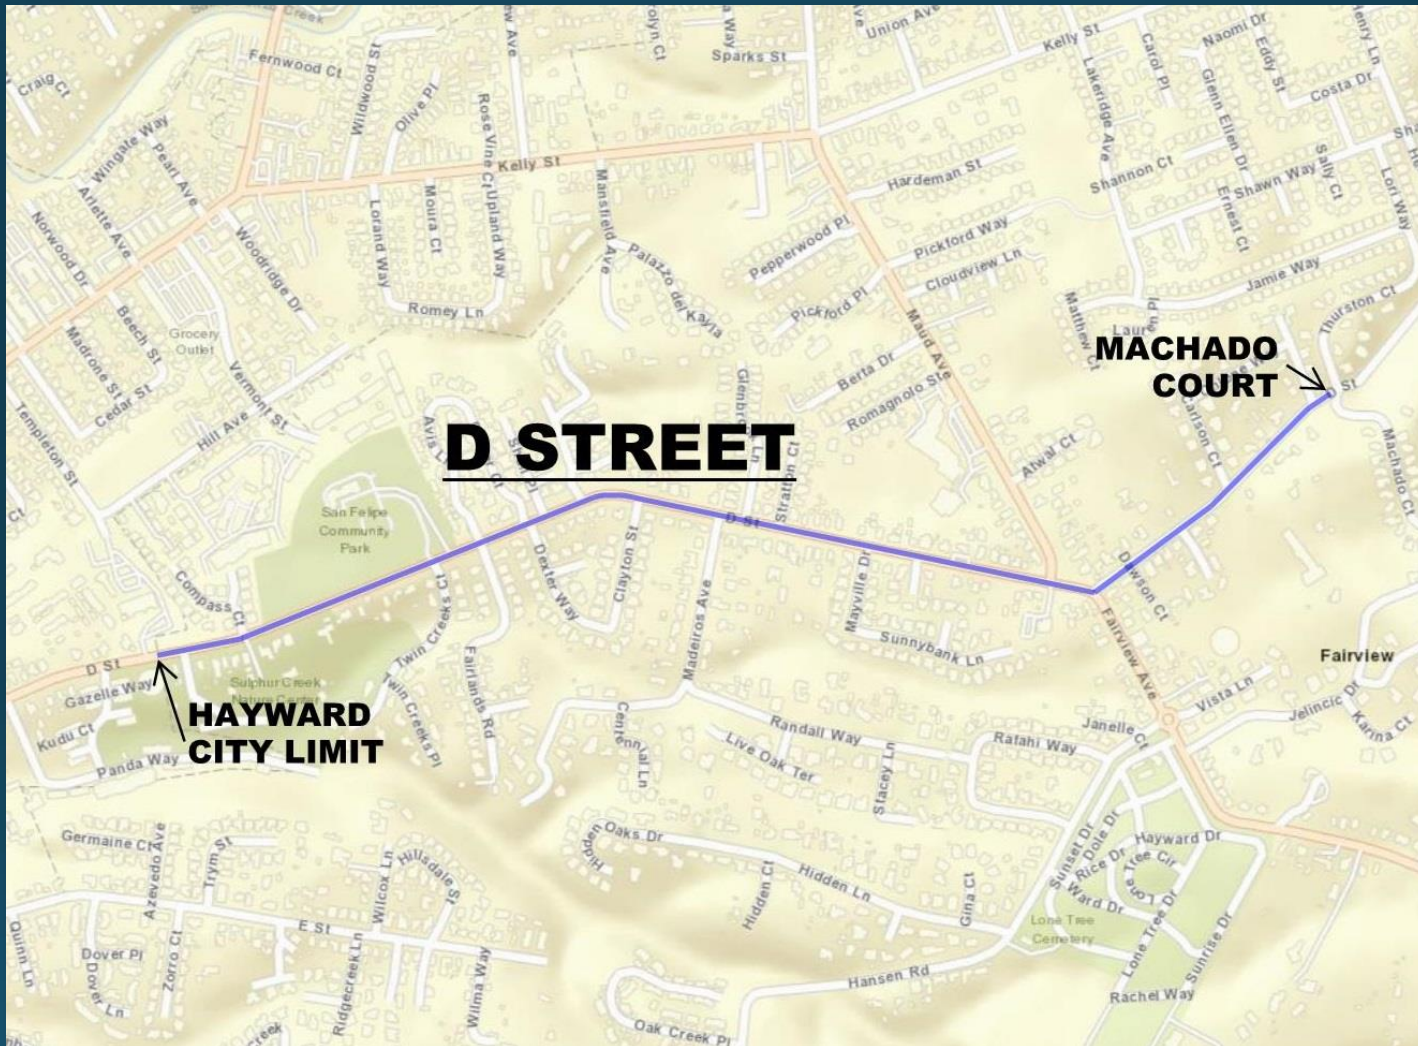 Craig Ct
Fernwood Ct
Wildwood St
Olive Pl
Sparks St
Union Ave
Kelly St
Carol Pl
Naomi Dr
Eddy St
Henry Ln
Costa Dr
Lakeridge Ave
Glenn Ellen Dr
Wingate Way
Pearl Ave
Arlette Ave
Rose Vine Ct
Upland Way
Kelly St
Mansfield Ave
Hardeman St
Shannon Ct
Shawn Way
Sally Ct
Lori Way
Ernest Ct
Norwood Dr
Woodridge Dr
Lorand Way
Moura Ct
Palazzo del Kayla
Pepperwood Pl
Pickford Way
Cloudview Ln
Pickford Pl
Jamie Way
Thurston Ct
Matthew Ct
Romey Ln
Beech St
Madrone St
Cedar St
Grocery
Outlet
Vermont St
Maud Ave
Berta Dr
Romagnolo St
MACHADO
COURT
D St
Templeton St
Hill Ave
D STREET
Stratton Ct
Atwal Ct
Carlson Ct
Machado Ct
San Felipe
Community
Park
D St
Compass Ct
Twin Creeks Ct
Dexter Way
Clayton St
Madeiros Ave
Mayville Dr
Sunnybank Ln
Dawson Ct
Fairview Ave
Fairview
D St
Gazelle Way
Sulphur Creek
Nature Center
Twin Creeks Pl
Fairlands Rd
HAYWARD
CITY LIMIT
Kudu Ct
Panda Way
Centennial Ln
Randall Way
Live Oak Ter
Stacey Ln
Ratahi Way
Janelle Ct
Vista Ln
Jelincic Dr
Karina Ct
Germaine Ct
Azevedo Ave
Trym St
Wilcox Ln
Hillsdale St
Hidden Oaks Dr
Hidden Ln
Hidden Ct
Gina Ct
Sunset Dr
Dole Dr
Rice Dr
Ward Dr
Hayward Dr
Lone Tree Cir
Lone Tree Dr
Sunrise Dr
Lone Tree
Cemetery
Quinn Ln
Dover Pl
Dover Ln
Zorro Ct
E St
Ridgecreek Ln
Wilma Way
Hansen Rd
Rachel Way
Oak Creek Pl